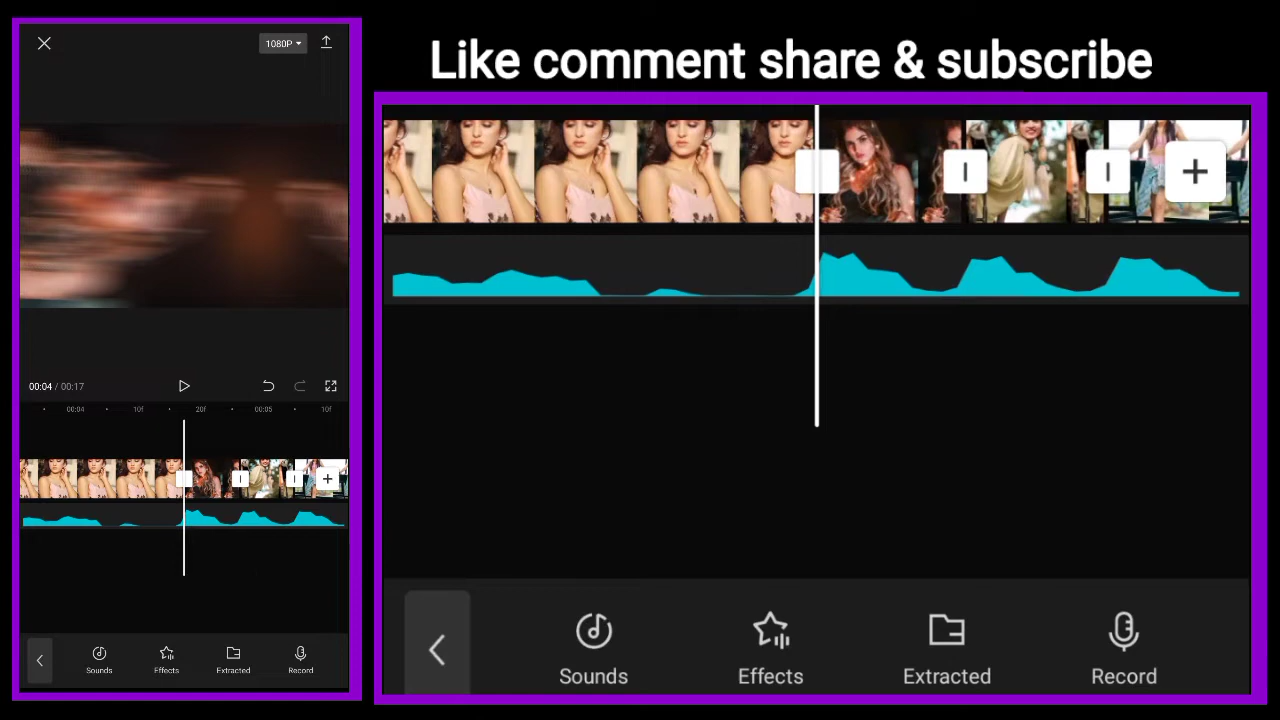 Like comment share & subscribe
1080P
00:04 / 00:17
00:04 10f 20f 00:05 10f
Sounds Effects Extracted Record
Sounds Effects Extracted Record